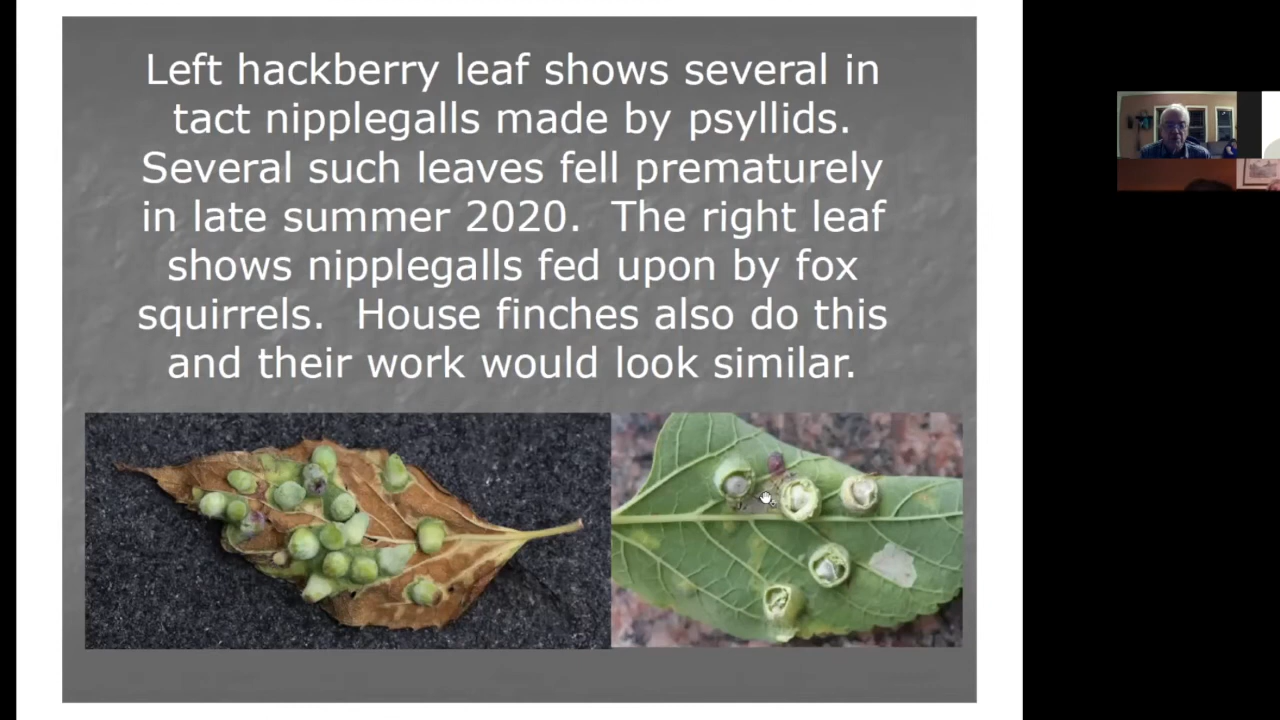 Left hackberry leaf shows several in
tact nipplegalls made by psyllids.
Several such leaves fell prematurely
in late summer 2020.  The right leaf
shows nipplegalls fed upon by fox
squirrels.  House finches also do this
and their work would look similar.